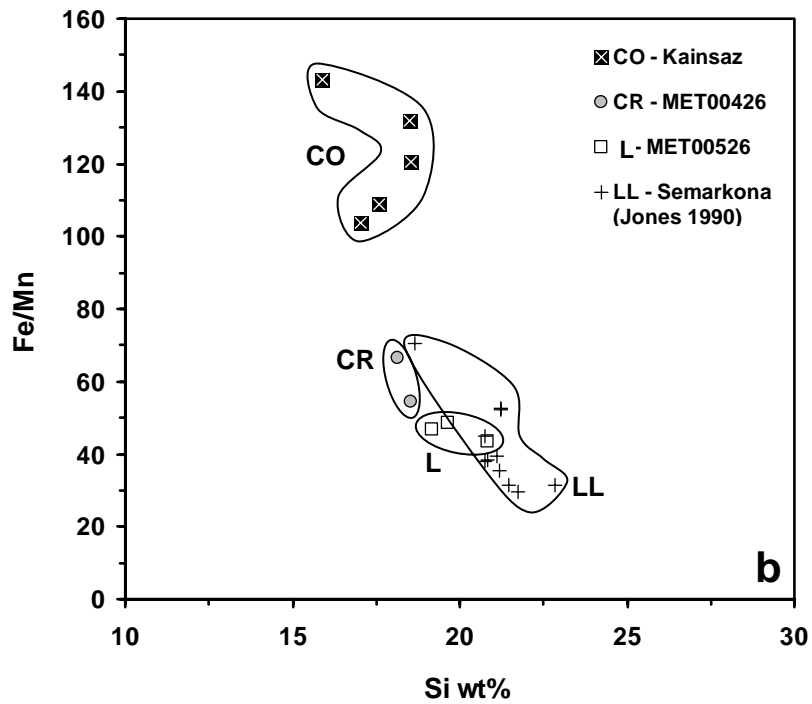 160
140
120
100
80
60
40
20
0
Fe/Mn
10 15 20 25 30
Si wt%
CO - Kainsaz
CR - MET00426
L - MET00526
LL - Semarkona
(Jones 1990)
CO
CR
L
LL
b